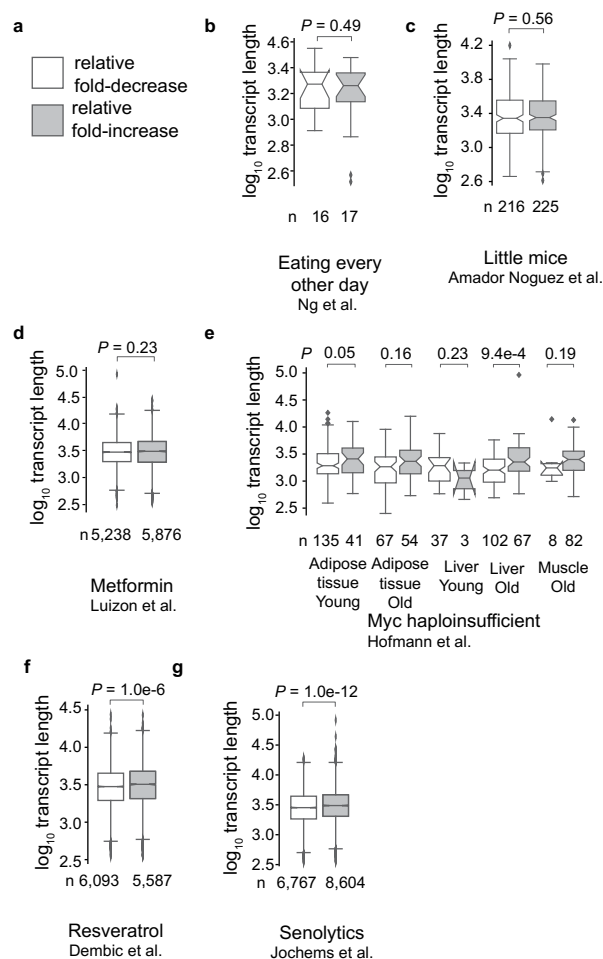 a
relative
fold-decrease
relative
fold-increase
b
P = 0.49
log10 transcript length
4.6
3.4
3.2
3.0
2.8
2.6
n 16 17
Eating every
other day
Ng et al.
c
P = 0.56
log10 transcript length
4.2
3.8
3.4
3.0
2.6
n 216 225
Little mice
Amador Noguez et al.
d
P = 0.23
log10 transcript length
5.0
4.5
4.0
3.5
3.0
2.5
n 5,238 5,876
Metformin
Luizon et al.
e
P 0.05 0.16 0.23 9.4e-4 0.19
log10 transcript length
5.0
4.5
4.0
3.5
3.0
2.5
n 135 41 67 54 37 3 102 67 8 82
Adipose
tissue
Young
Adipose
tissue
Old
Liver
Young
Liver
Old
Muscle
Old
Myc haploinsufficient
Hofmann et al.
f
P = 1.0e-6
log10 transcript length
4.5
4.0
3.5
3.0
2.5
n 6,093 5,587
Resveratrol
Dembic et al.
g
P = 1.0e-12
log10 transcript length
5.0
4.5
4.0
3.5
3.0
2.5
n 6,767 8,604
Senolytics
Jochems et al.